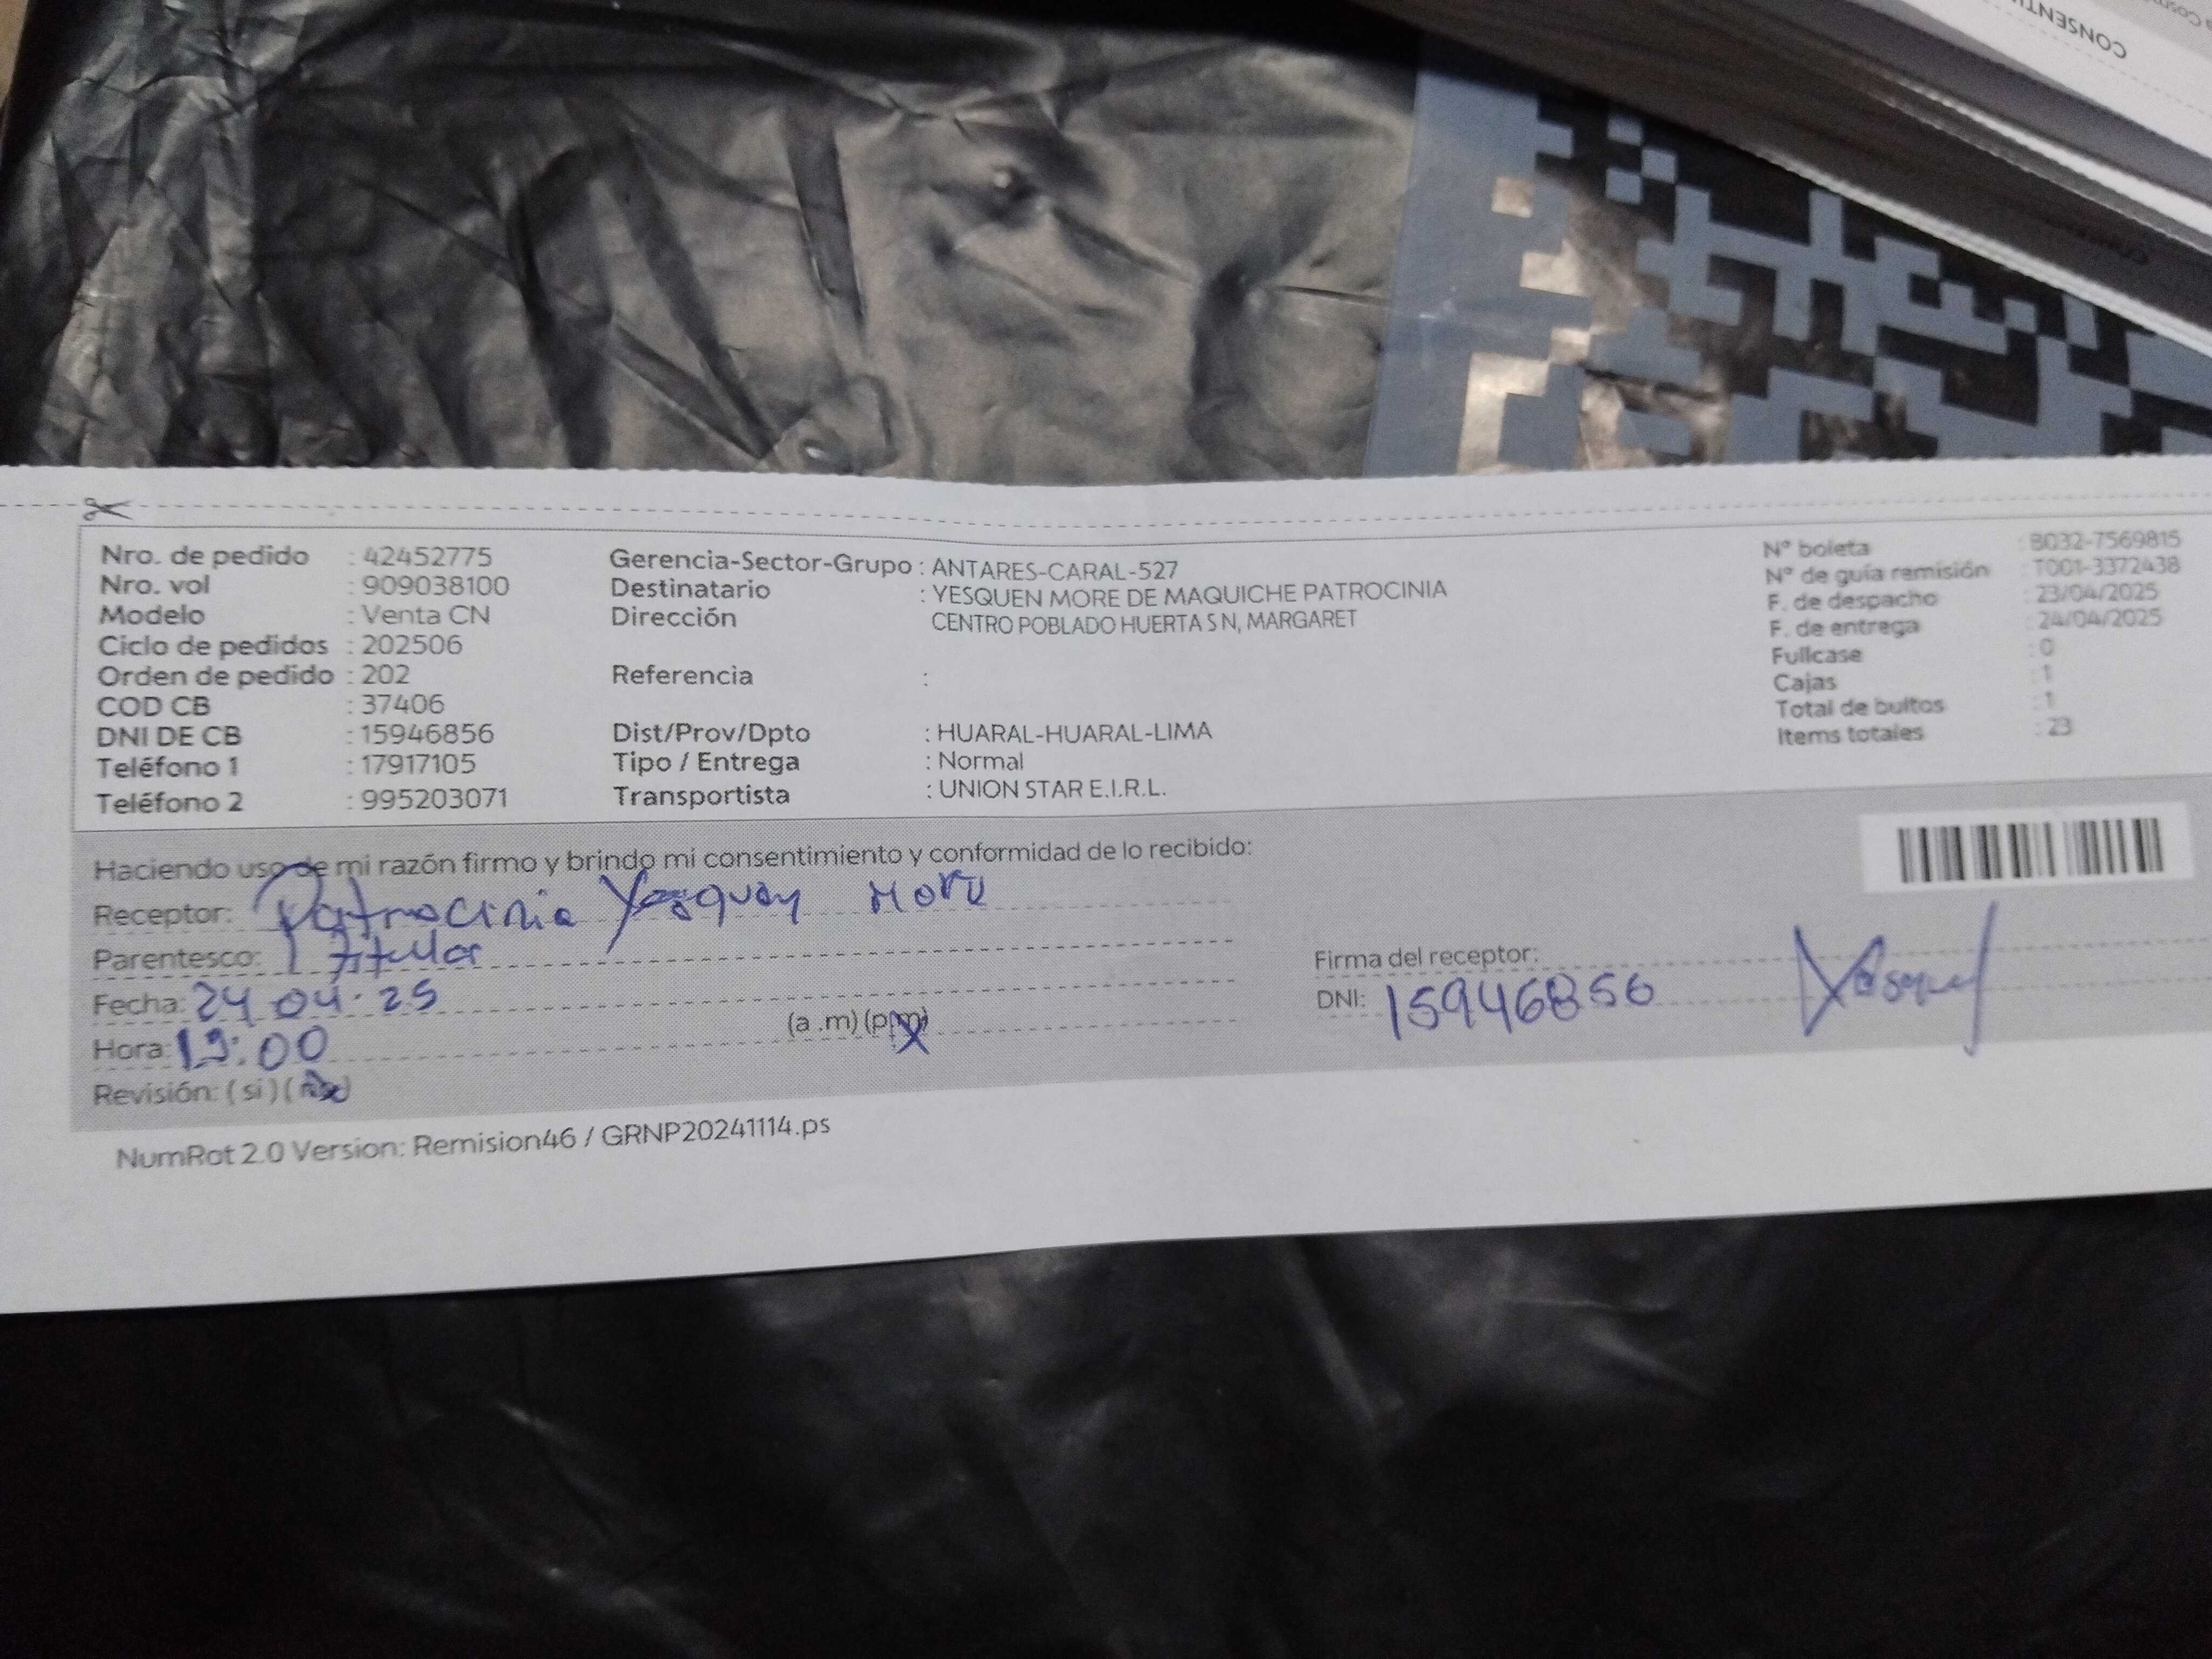 CONSENTI
Nro. de pedido : 42452775
Nro. vol : 909038100
Modelo : Venta CN
Ciclo de pedidos : 202506
Orden de pedido : 202
COD CB : 37406
DNI DE CB : 15946856
Teléfono 1 : 17917105
Teléfono 2 : 995203071
Gerencia-Sector-Grupo : ANTARES-CARAL-527
Destinatario : YESQUEN MORE DE MAQUICHE PATROCINIA
Dirección CENTRO POBLADO HUERTA S N, MARGARET
Referencia :
Dist/Prov/Dpto : HUARAL-HUARAL-LIMA
Tipo / Entrega : Normal
Transportista : UNION STAR E.I.R.L.
N° boleta : B032-7569815
N° de guía remisión : T001-3372438
F. de despacho : 23/04/2025
F. de entrega : 24/04/2025
Fullcase : 0
Cajas : 1
Total de bultos : 1
Items totales : 23
Haciendo uso de mi razón firmo y brindo mi consentimiento y conformidad de lo recibido:
Receptor: Patrocinia Yesquen More
Parentesco: titular
Fecha: 24 04 · 25
Hora: 19:00 (a .m) (p.m)
Revisión: ( si ) ( no )
Firma del receptor: Yesquen
DNI: 15946856
NumRot 2.0 Version: Remision46 / GRNP20241114.ps